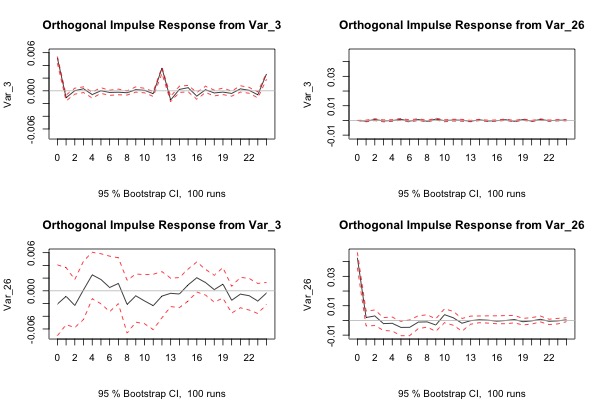 Orthogonal Impulse Response from Var_3
Orthogonal Impulse Response from Var_26
Var_3
-0.006 0.000 0.006
0 2 4 6 8 10 13 16 19 22
95 % Bootstrap CI, 100 runs
Var_3
-0.01 0.01 0.03
0 2 4 6 8 10 13 16 19 22
95 % Bootstrap CI, 100 runs
Orthogonal Impulse Response from Var_3
Orthogonal Impulse Response from Var_26
Var_26
-0.006 0.000 0.006
0 2 4 6 8 10 13 16 19 22
95 % Bootstrap CI, 100 runs
Var_26
-0.01 0.01 0.03
0 2 4 6 8 10 13 16 19 22
95 % Bootstrap CI, 100 runs